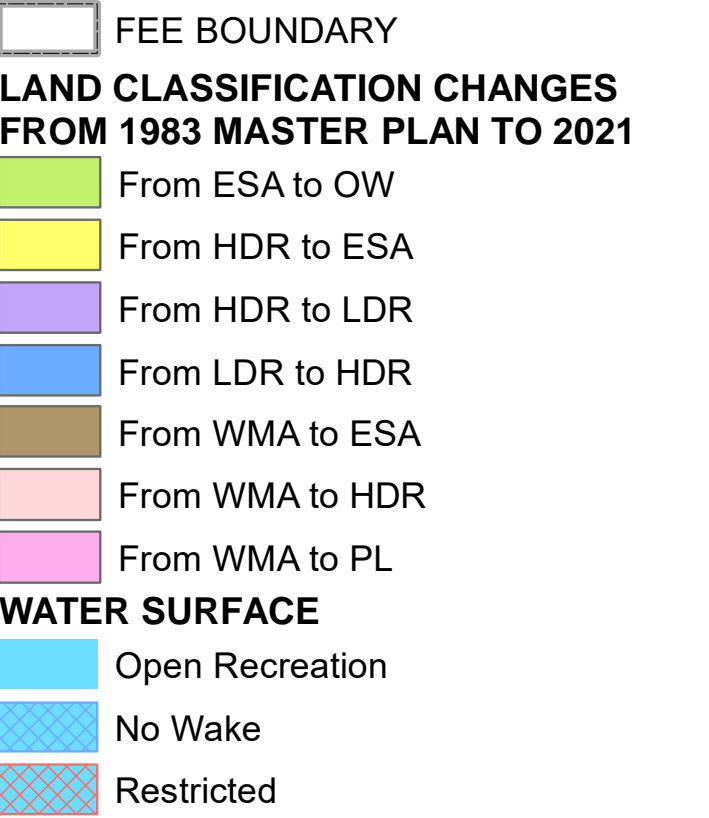 FEE BOUNDARY
LAND CLASSIFICATION CHANGES
FROM 1983 MASTER PLAN TO 2021
From ESA to OW
From HDR to ESA
From HDR to LDR
From LDR to HDR
From WMA to ESA
From WMA to HDR
From WMA to PL
WATER SURFACE
Open Recreation
No Wake
Restricted